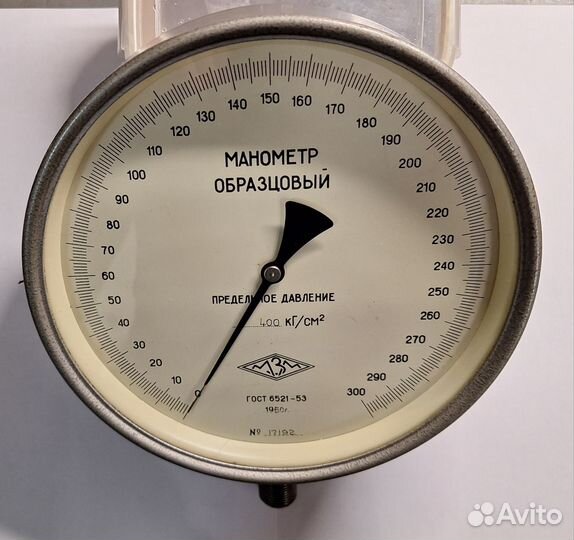 0 10 20 30 40 50 60 70 80 90 100 110 120 130 140 150 160 170 180 190 200 210 220 230 240 250 260 270 280 290 300
МАНОМЕТР
ОБРАЗЦОВЫЙ
ПРЕДЕЛЬНОЕ ДАВЛЕНИЕ
400 КГ/СМ²
МЗМ
ГОСТ 6521-53
1960г.
№
Avito